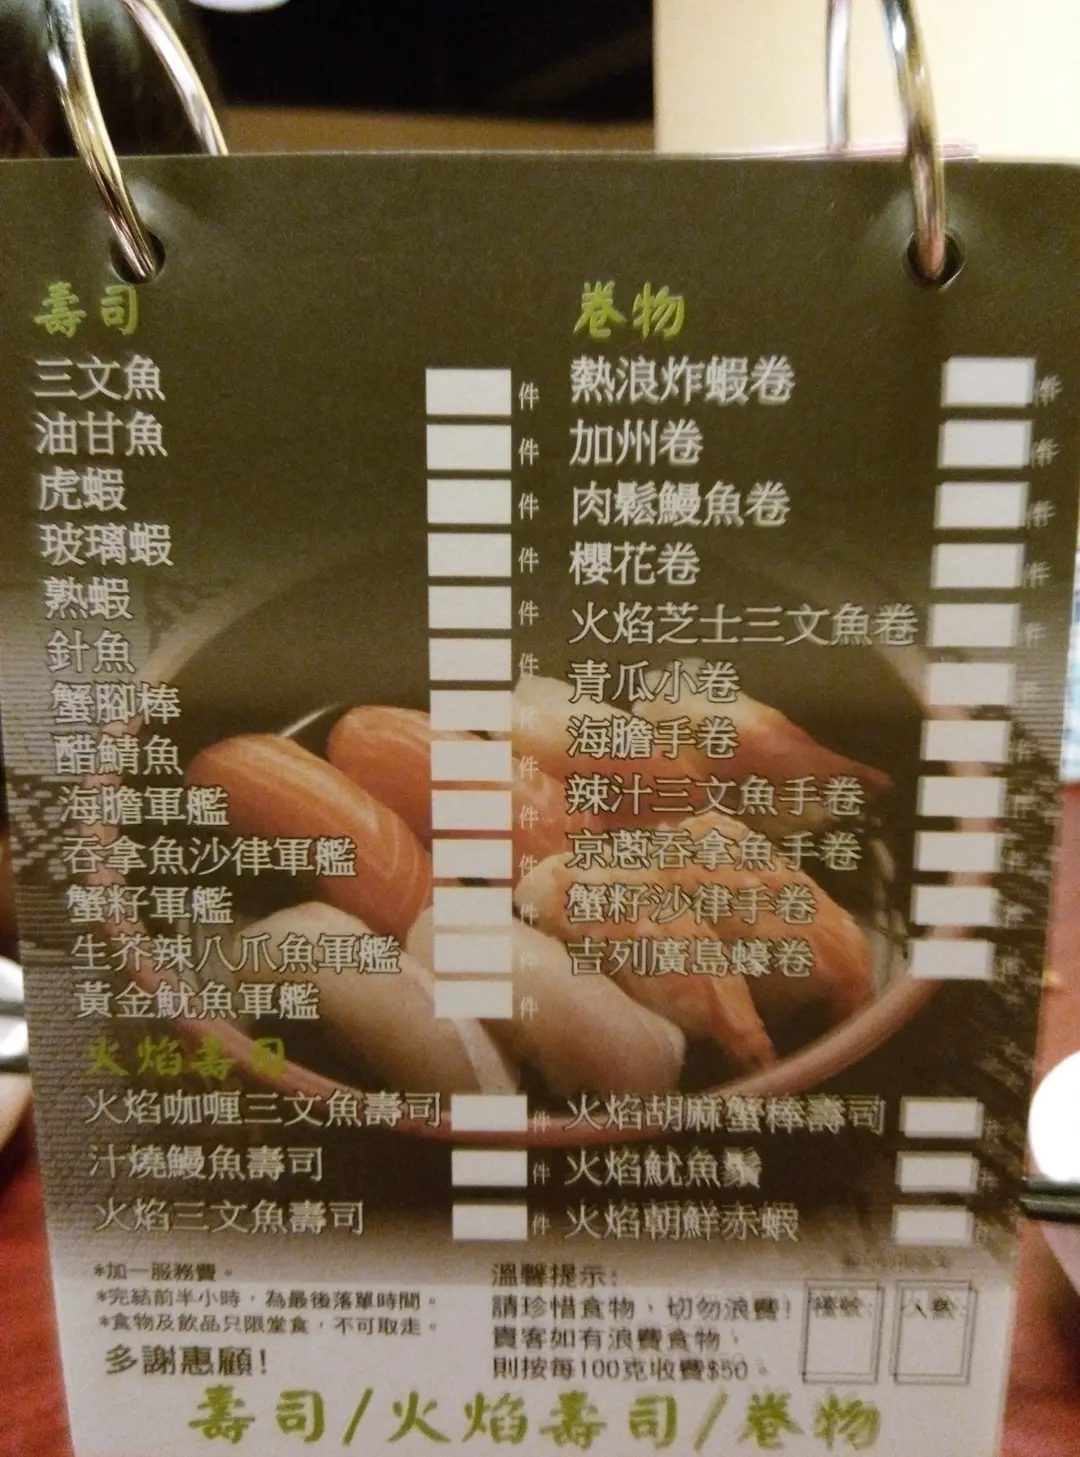 壽司
三文魚 件
油甘魚 件
虎蝦 件
玻璃蝦 件
熟蝦 件
針魚 件
蟹腳棒 件
醋鯖魚 件
海膽軍艦 件
吞拿魚沙律軍艦 件
蟹籽軍艦 件
生芥辣八爪魚軍艦 件
黃金魷魚軍艦 件
卷物
熱浪炸蝦卷 件
加州卷 件
肉鬆鰻魚卷 件
櫻花卷 件
火焰芝士三文魚卷 件
青瓜小卷 件
海膽手卷 件
辣汁三文魚手卷 件
京蔥吞拿魚手卷 件
蟹籽沙律手卷 件
吉列廣島蠔卷 件
火焰壽司
火焰咖喱三文魚壽司 件
汁燒鰻魚壽司 件
火焰三文魚壽司 件
火焰胡麻蟹棒壽司 件
火焰魷魚鬚 件
火焰朝鮮赤蝦 件
*加一服務費。
*完結前半小時，為最後落單時間。
*食物及飲品只限堂食，不可取走。
多謝惠顧!
溫馨提示:
請珍惜食物，切勿浪費!
賓客如有浪費食物，
則按每100克收費$50。
檯號:
人數:
壽司/火焰壽司/卷物